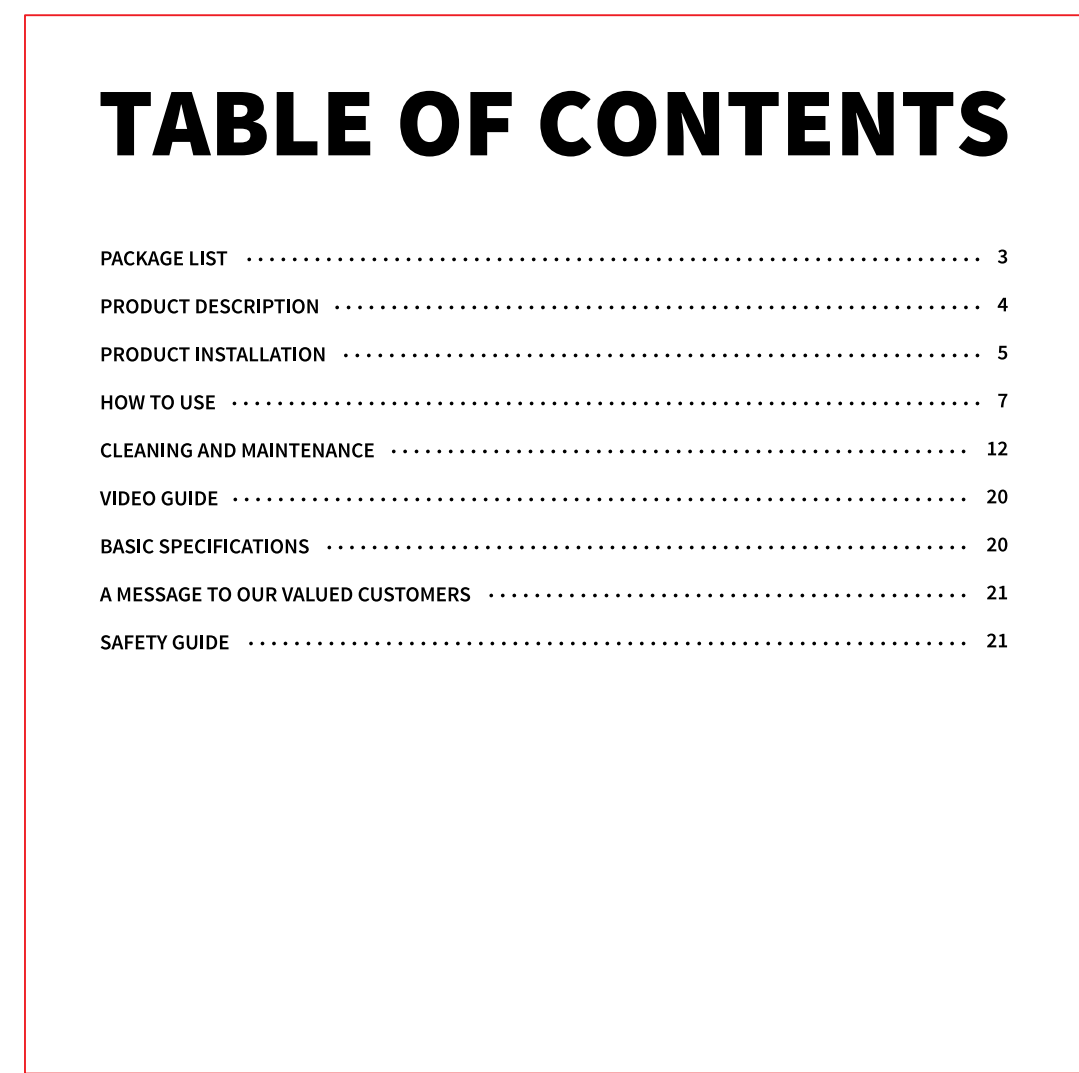 TABLE OF CONTENTS
PACKAGE LIST 3
PRODUCT DESCRIPTION 4
PRODUCT INSTALLATION 5
HOW TO USE 7
CLEANING AND MAINTENANCE 12
VIDEO GUIDE 20
BASIC SPECIFICATIONS 20
A MESSAGE TO OUR VALUED CUSTOMERS 21
SAFETY GUIDE 21